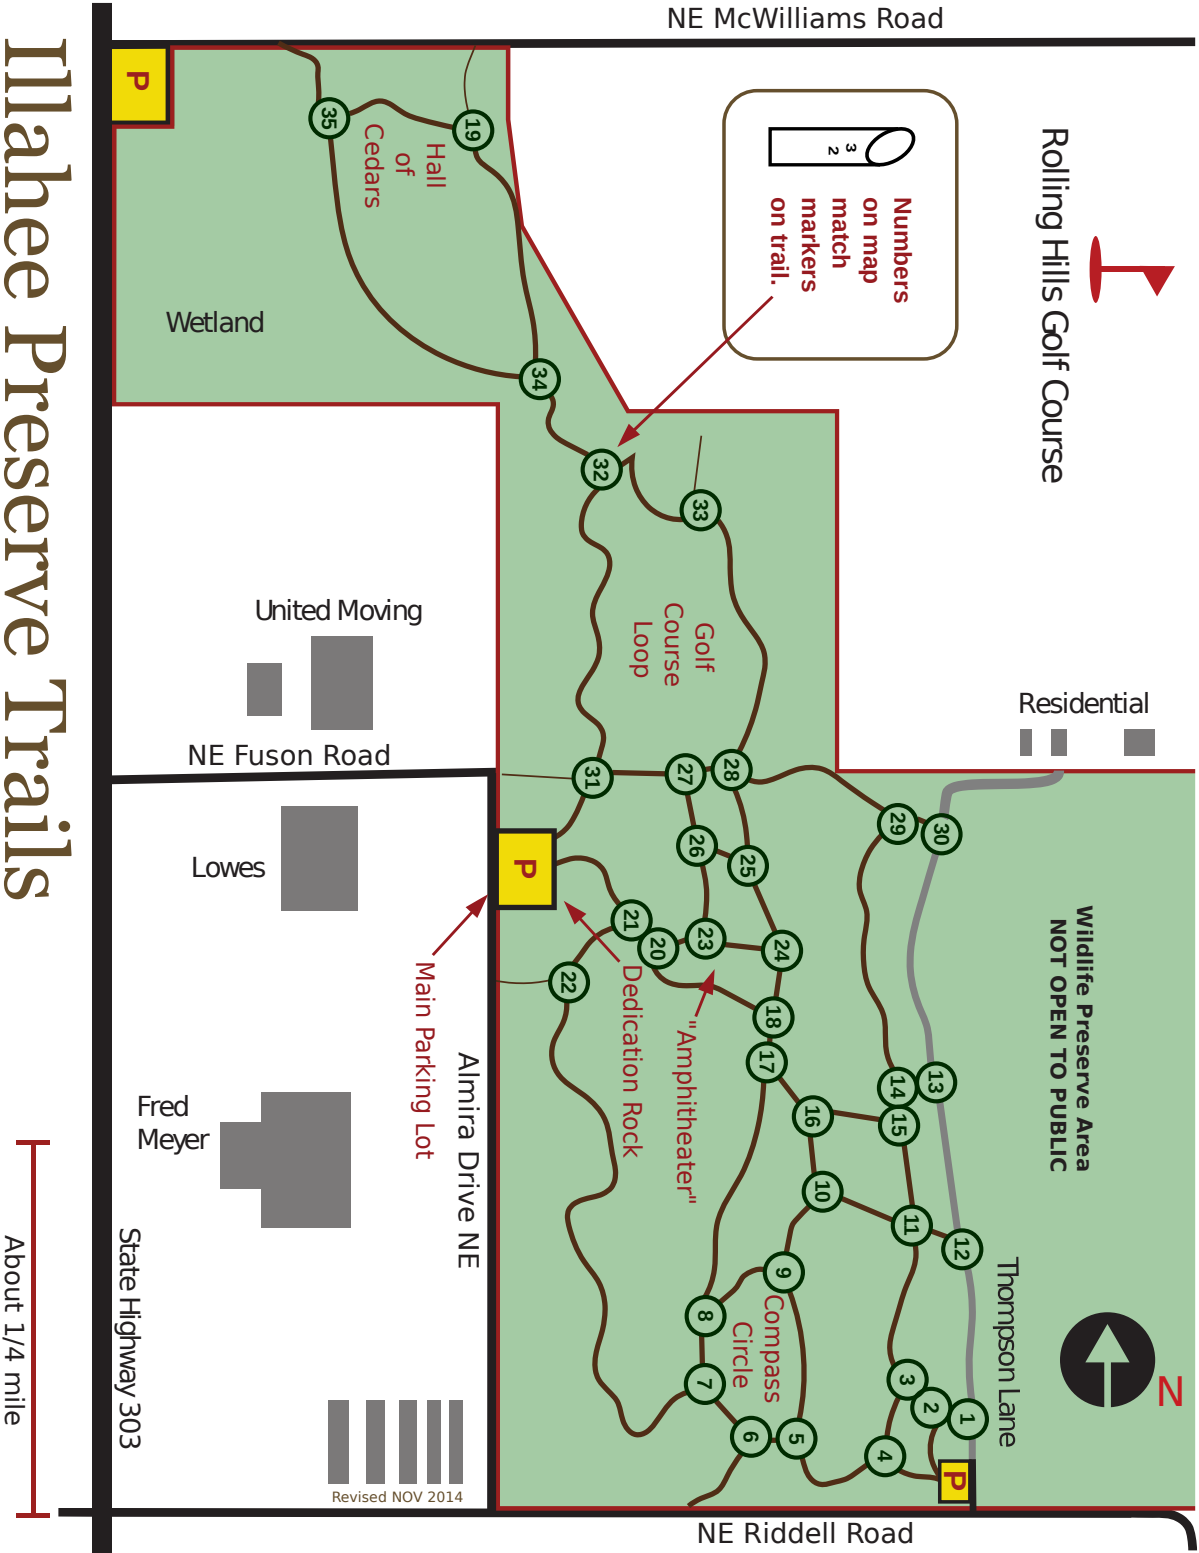 Illahee Preserve Trails
NE McWilliams Road
P
35
19
Hall
of
Cedars
Wetland
34
3
2
Numbers
on map
match
markers
on trail.
Rolling Hills Golf Course
32
33
Golf
Course
Loop
United Moving
Residential
NE Fuson Road
31
27
28
29
30
26
25
Lowes
P
21
20
23
24
22
18
17
Dedication Rock
"Amphitheater"
Main Parking Lot
Almira Drive NE
Wildlife Preserve Area
NOT OPEN TO PUBLIC
14
13
15
16
10
11
12
Fred
Meyer
State Highway 303
About 1/4 mile
9
8
Compass
Circle
7
6
5
4
3
2
1
Thompson Lane
N
P
Revised NOV 2014
NE Riddell Road